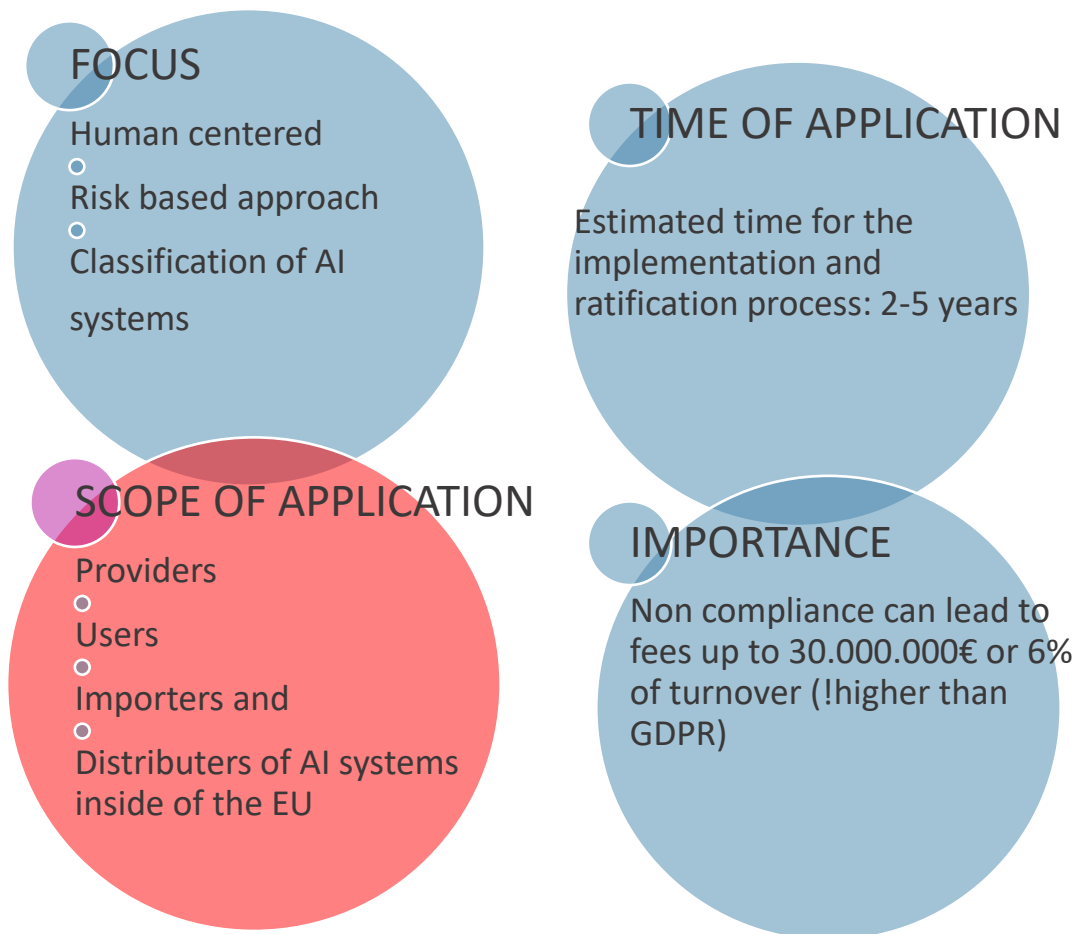 FOCUS
Human centered
Risk based approach
Classification of AI
systems
SCOPE OF APPLICATION
Providers
Users
Importers and
Distributers of AI systems
inside of the EU
TIME OF APPLICATION
Estimated time for the
implementation and
ratification process: 2-5 years
IMPORTANCE
Non compliance can lead to
fees up to 30.000.000€ or 6%
of turnover (!higher than
GDPR)